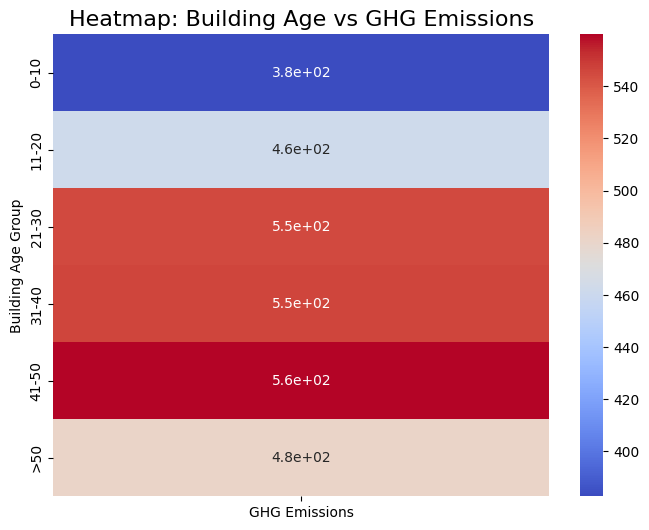 Heatmap: Building Age vs GHG Emissions
Building Age Group
0-10
11-20
21-30
31-40
41-50
>50
3.8e+02
4.6e+02
5.5e+02
5.5e+02
5.6e+02
4.8e+02
GHG Emissions
540
520
500
480
460
440
420
400